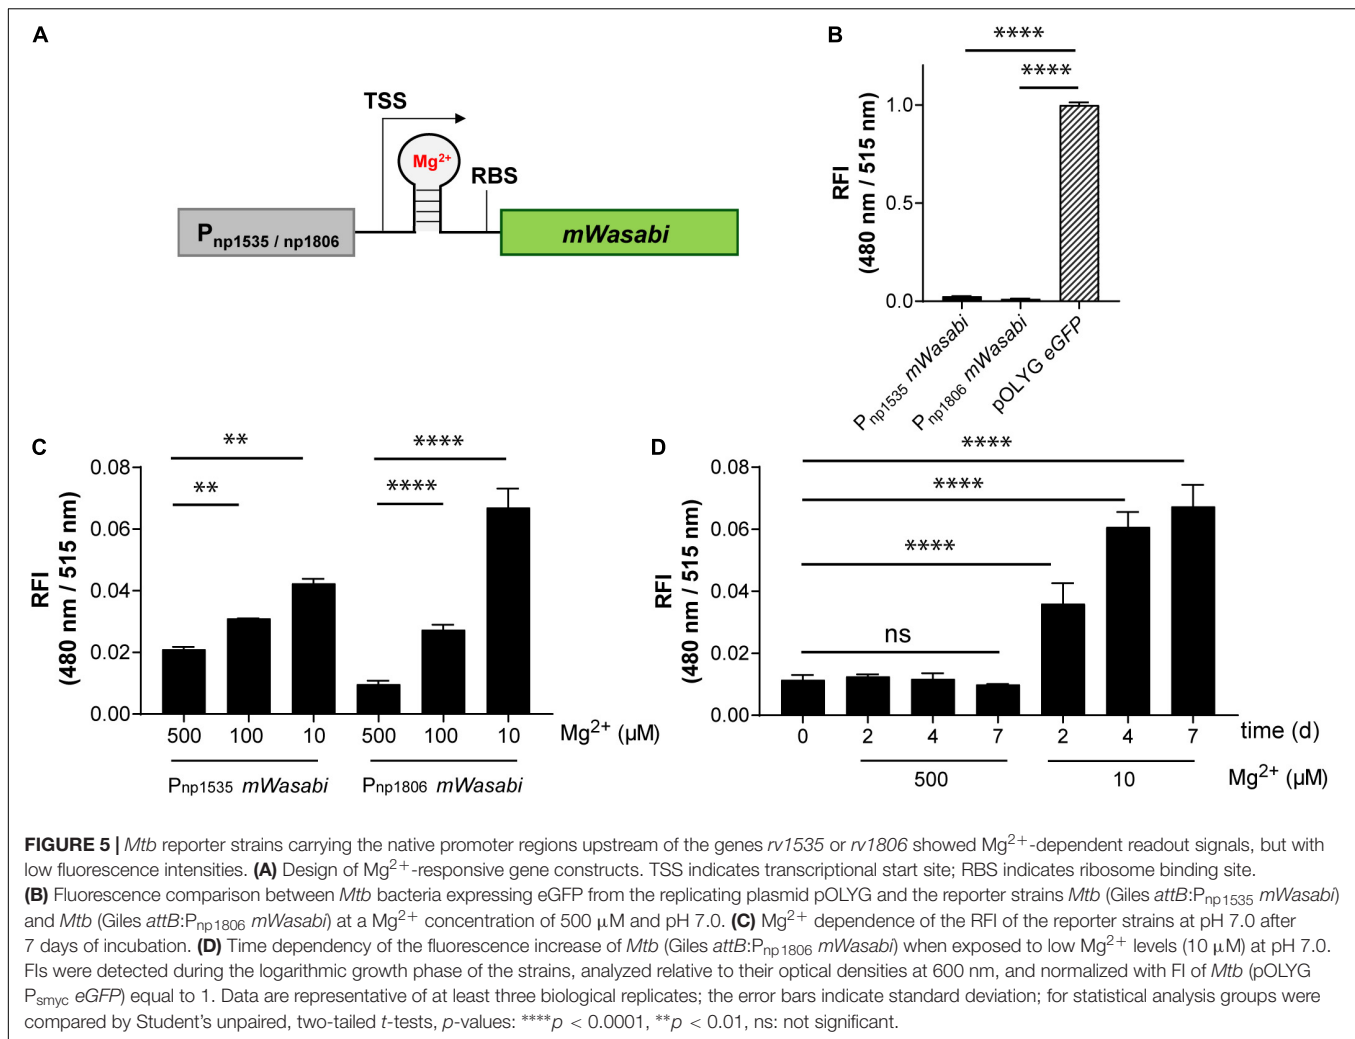 A
TSS
Mg2+
RBS
Pnp1535 / np1806
mWasabi
B
****
****
RFI
(480 nm / 515 nm)
1.0
0.5
0.0
Pnp1535 mWasabi
Pnp1806 mWasabi
pOLYG eGFP
C
**
****
**
****
RFI
(480 nm / 515 nm)
0.08
0.06
0.04
0.02
0.00
500 100 10 500 100 10 Mg2+ (µM)
Pnp1535 mWasabi Pnp1806 mWasabi
D
****
****
****
ns
RFI
(480 nm / 515 nm)
0.08
0.06
0.04
0.02
0.00
0 2 4 7 2 4 7 time (d)
500 10 Mg2+ (µM)
FIGURE 5 | Mtb reporter strains carrying the native promoter regions upstream of the genes rv1535 or rv1806 showed Mg2+-dependent readout signals, but with
low fluorescence intensities. (A) Design of Mg2+-responsive gene constructs. TSS indicates transcriptional start site; RBS indicates ribosome binding site.
(B) Fluorescence comparison between Mtb bacteria expressing eGFP from the replicating plasmid pOLYG and the reporter strains Mtb (Giles attB:Pnp1535 mWasabi)
and Mtb (Giles attB:Pnp1806 mWasabi) at a Mg2+ concentration of 500 µM and pH 7.0. (C) Mg2+ dependence of the RFI of the reporter strains at pH 7.0 after
7 days of incubation. (D) Time dependency of the fluorescence increase of Mtb (Giles attB:Pnp1806 mWasabi) when exposed to low Mg2+ levels (10 µM) at pH 7.0.
FIs were detected during the logarithmic growth phase of the strains, analyzed relative to their optical densities at 600 nm, and normalized with FI of Mtb (pOLYG
Psmyc eGFP) equal to 1. Data are representative of at least three biological replicates; the error bars indicate standard deviation; for statistical analysis groups were
compared by Student's unpaired, two-tailed t-tests, p-values: ****p < 0.0001, **p < 0.01, ns: not significant.